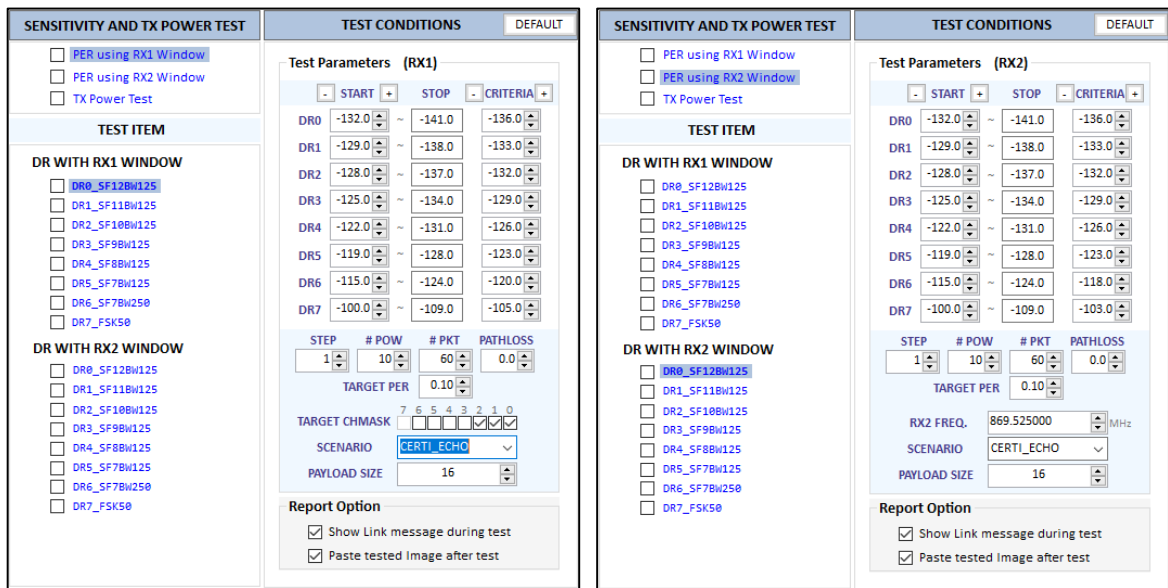 SENSITIVITY AND TX POWER TEST
PER using RX1 Window
PER using RX2 Window
TX Power Test
TEST ITEM
DR WITH RX1 WINDOW
DR0_SF12BW125
DR1_SF11BW125
DR2_SF10BW125
DR3_SF9BW125
DR4_SF8BW125
DR5_SF7BW125
DR6_SF7BW250
DR7_FSK50
DR WITH RX2 WINDOW
DR0_SF12BW125
DR1_SF11BW125
DR2_SF10BW125
DR3_SF9BW125
DR4_SF8BW125
DR5_SF7BW125
DR6_SF7BW250
DR7_FSK50
TEST CONDITIONS DEFAULT
Test Parameters (RX1)
- START + STOP - CRITERIA +
DR0 -132.0 ~ -141.0 -136.0
DR1 -129.0 ~ -138.0 -133.0
DR2 -128.0 ~ -137.0 -132.0
DR3 -125.0 ~ -134.0 -129.0
DR4 -122.0 ~ -131.0 -126.0
DR5 -119.0 ~ -128.0 -123.0
DR6 -115.0 ~ -124.0 -120.0
DR7 -100.0 ~ -109.0 -105.0
STEP # POW # PKT PATHLOSS
1 10 60 0.0
TARGET PER 0.10
7 6 5 4 3 2 1 0
TARGET CHMASK
SCENARIO CERTI_ECHO
PAYLOAD SIZE 16
Report Option
Show Link message during test
Paste tested Image after test
SENSITIVITY AND TX POWER TEST
PER using RX1 Window
PER using RX2 Window
TX Power Test
TEST ITEM
DR WITH RX1 WINDOW
DR0_SF12BW125
DR1_SF11BW125
DR2_SF10BW125
DR3_SF9BW125
DR4_SF8BW125
DR5_SF7BW125
DR6_SF7BW250
DR7_FSK50
DR WITH RX2 WINDOW
DR0_SF12BW125
DR1_SF11BW125
DR2_SF10BW125
DR3_SF9BW125
DR4_SF8BW125
DR5_SF7BW125
DR6_SF7BW250
DR7_FSK50
TEST CONDITIONS DEFAULT
Test Parameters (RX2)
- START + STOP - CRITERIA +
DR0 -132.0 ~ -141.0 -136.0
DR1 -129.0 ~ -138.0 -133.0
DR2 -128.0 ~ -137.0 -132.0
DR3 -125.0 ~ -134.0 -129.0
DR4 -122.0 ~ -131.0 -126.0
DR5 -119.0 ~ -128.0 -123.0
DR6 -115.0 ~ -124.0 -118.0
DR7 -100.0 ~ -109.0 -103.0
STEP # POW # PKT PATHLOSS
1 10 60 0.0
TARGET PER 0.10
RX2 FREQ. 869.525000 MHz
SCENARIO CERTI_ECHO
PAYLOAD SIZE 16
Report Option
Show Link message during test
Paste tested Image after test